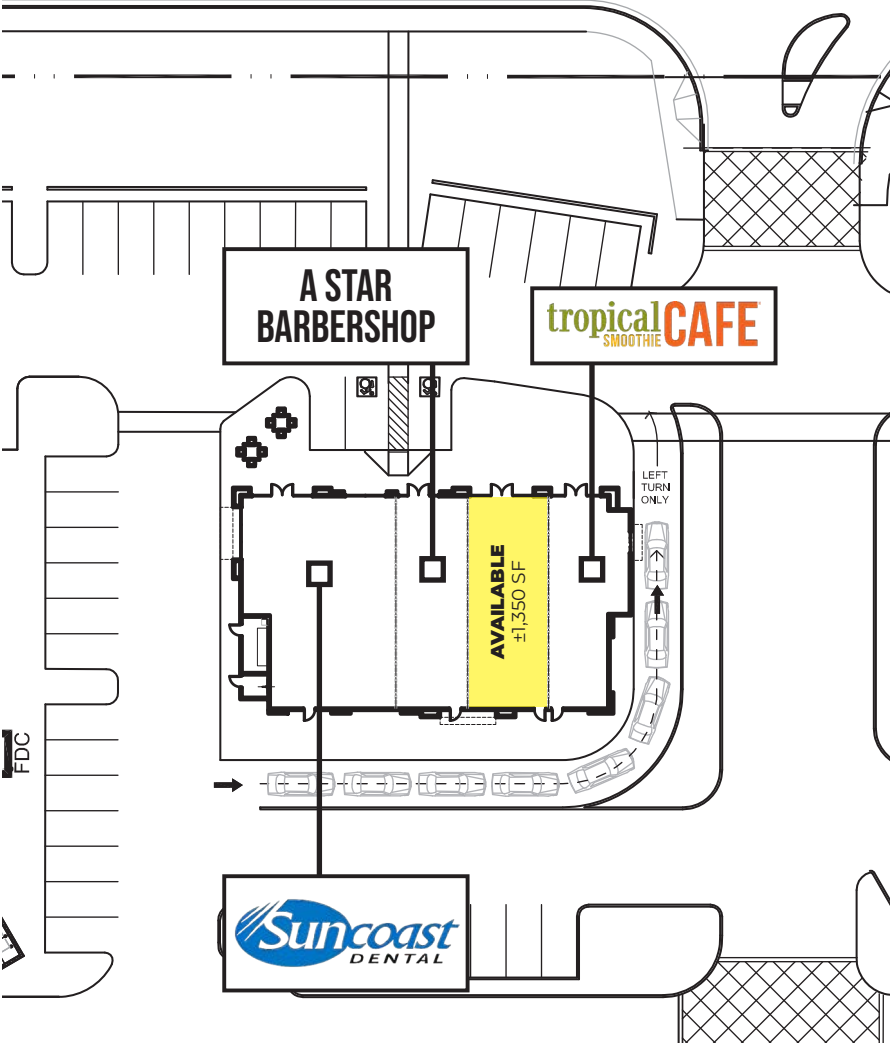 A STAR
BARBERSHOP
tropical
SMOOTHIE
CAFE
LEFT
TURN
ONLY
AVAILABLE
±1,350 SF
FDC
Suncoast
DENTAL